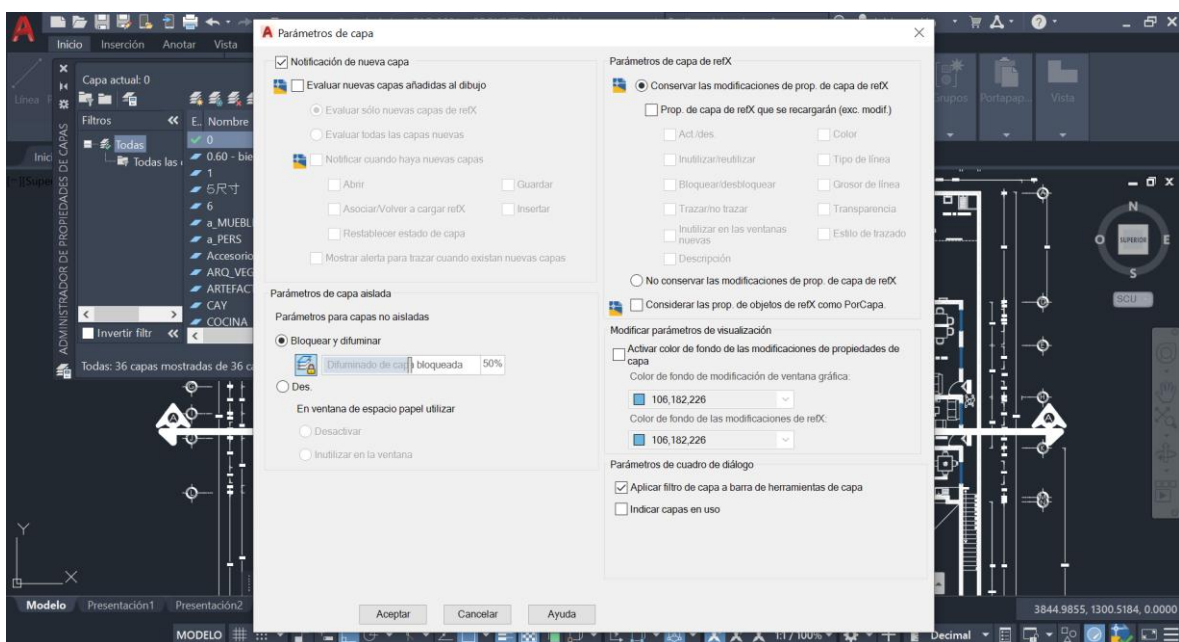 Inicio Inserción Anotar Vista
Parámetros de capa
Línea
Capa actual: 0
Filtros
E.. Nombre
Todas
Todas las
0
0.60 - bie
1
5尺寸
6
a_MUEBL
a_PERS
Accesorio
ARQ_VEG
ARTEFACT
CAY
COCINA
Invertir filtr
Todas: 36 capas mostradas de 36 c
ADMINISTRADOR DE PROPIEDADES DE CAPAS
Notificación de nueva capa
Evaluar nuevas capas añadidas al dibujo
Evaluar sólo nuevas capas de refX
Evaluar todas las capas nuevas
Notificar cuando haya nuevas capas
Abrir Guardar
Asociar/Volver a cargar refX Insertar
Restablecer estado de capa
Mostrar alerta para trazar cuando existan nuevas capas
Parámetros de capa aislada
Parámetros para capas no aisladas
Bloquear y difuminar
Difuminado de capa bloqueada 50%
Des.
En ventana de espacio papel utilizar
Desactivar
Inutilizar en la ventana
Parámetros de capa de refX
Conservar las modificaciones de prop. de capa de refX
Prop. de capa de refX que se recargarán (exc. modif.)
Act./des. Color
Inutilizar/reutilizar Tipo de línea
Bloquear/desbloquear Grosor de línea
Trazar/no trazar Transparencia
Inutilizar en las ventanas nuevas Estilo de trazado
Descripción
No conservar las modificaciones de prop. de capa de refX
Considerar las prop. de objetos de refX como PorCapa.
Modificar parámetros de visualización
Activar color de fondo de las modificaciones de propiedades de
capa
Color de fondo de modificación de ventana gráfica:
106,182,226
Color de fondo de las modificaciones de refX:
106,182,226
Parámetros de cuadro de diálogo
Aplicar filtro de capa a barra de herramientas de capa
Indicar capas en uso
Aceptar Cancelar Ayuda
Grupos Portapap... Vista
N
O SUPERIOR E
S
SCU
Y
X
Modelo Presentación1 Presentación2
3844.9855, 1300.5184, 0.0000
MODELO 1:1 / 100% Decimal